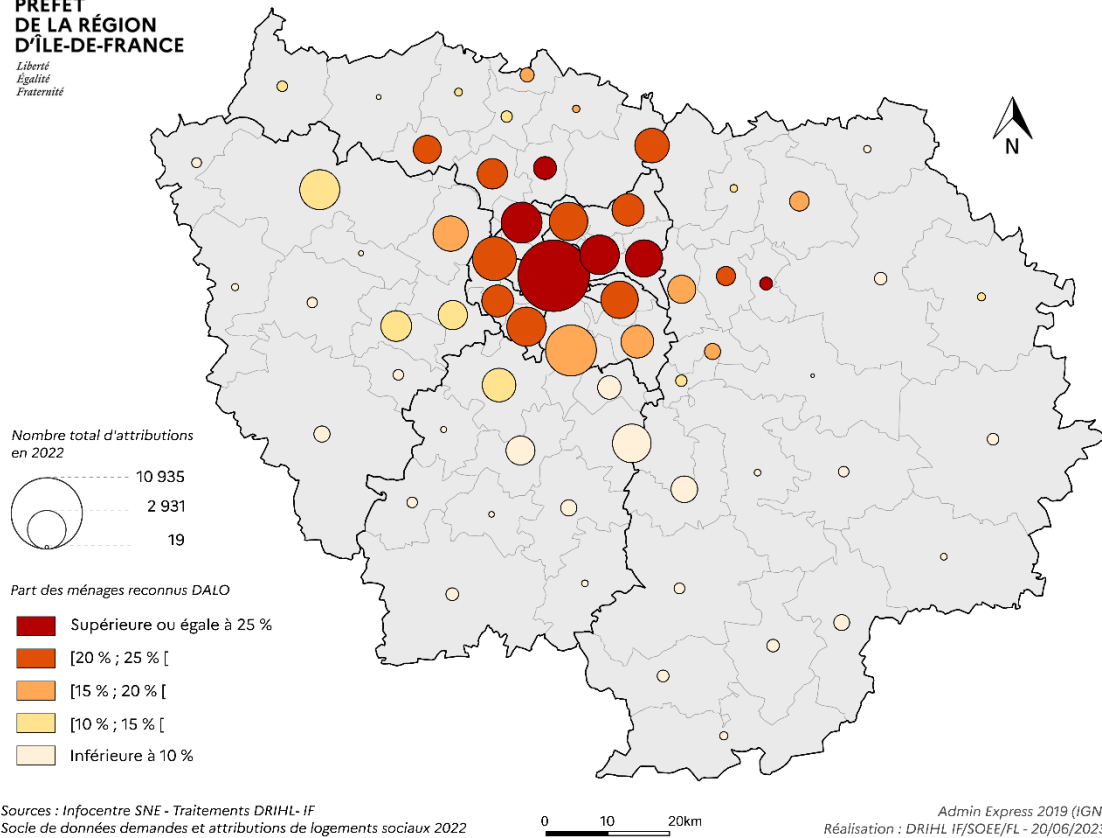 PRÉFET
DE LA RÉGION
D'ÎLE-DE-FRANCE
Liberté
Égalité
Fraternité
N
Nombre total d'attributions
en 2022
10 935
2 931
19
Part des ménages reconnus DALO
Supérieure ou égale à 25 %
[20 % ; 25 % [
[15 % ; 20 % [
[10 % ; 15 % [
Inférieure à 10 %
Sources : Infocentre SNE - Traitements DRIHL- IF
Socle de données demandes et attributions de logements sociaux 2022
0 10 20km
Admin Express 2019 (IGN
Réalisation : DRIHL IF/SOEE/FL - 20/06/2023